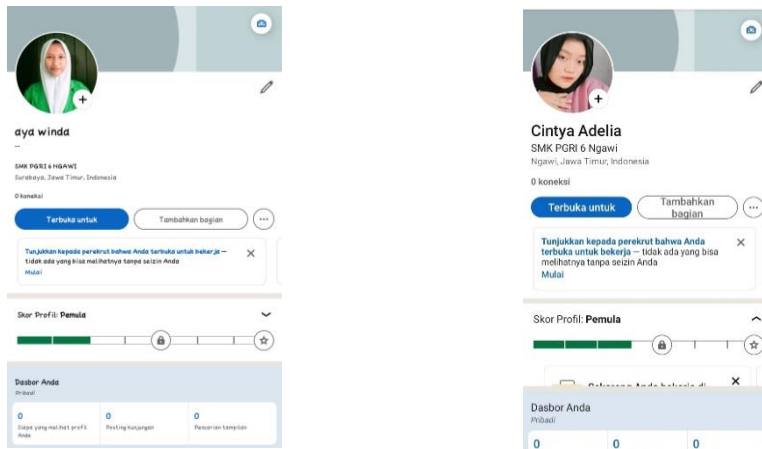 aya winda
--
SMK PGRI 6 NGAWI
Surabaya, Jawa Timur, Indonesia
0 koneksi
Terbuka untuk
Tambahkan bagian
Tunjukkan kepada perekrut bahwa Anda terbuka untuk bekerja —
tidak ada yang bisa melihatnya tanpa seizin Anda
Mulai
Skor Profil: Pemula
Dasbor Anda
Pribadi
0
Siapa yang melihat profil
Anda
0
Posting kunjungan
0
Pencarian tampilan
Cintya Adelia
SMK PGRI 6 Ngawi
Ngawi, Jawa Timur, Indonesia
0 koneksi
Terbuka untuk
Tambahkan
bagian
Tunjukkan kepada perekrut bahwa Anda
terbuka untuk bekerja — tidak ada yang bisa
melihatnya tanpa seizin Anda
Mulai
Skor Profil: Pemula
Sekarang Anda bekerja di
Dasbor Anda
Pribadi
0
0
0